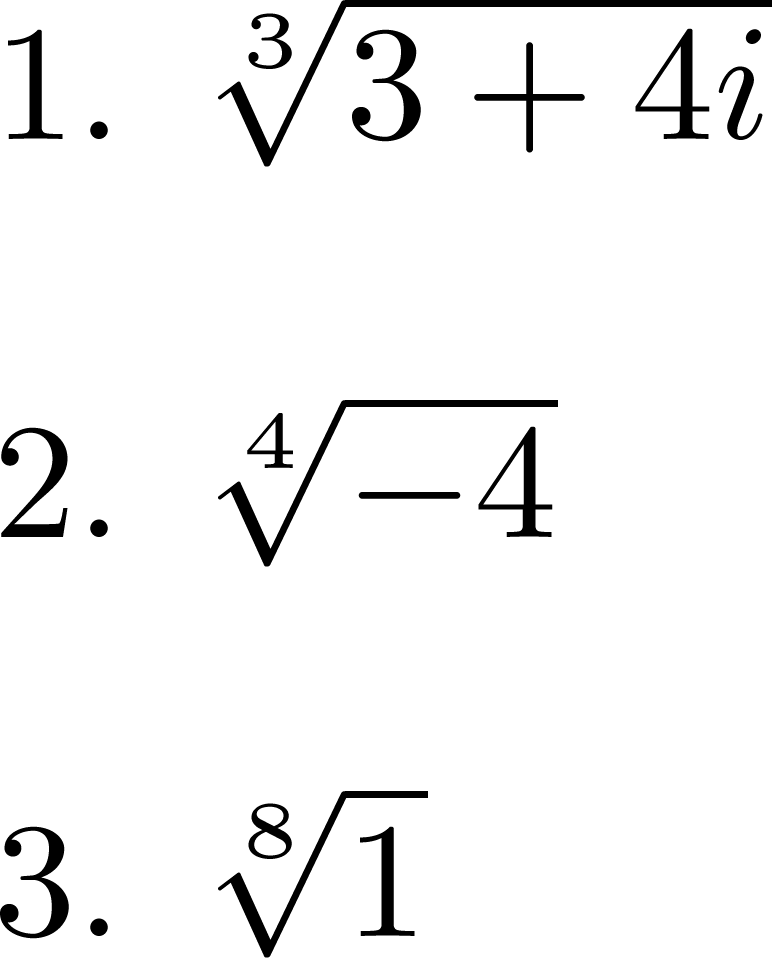 1. ∛(3 + 4i)
2. ∜(−4)
3. ⁸√1